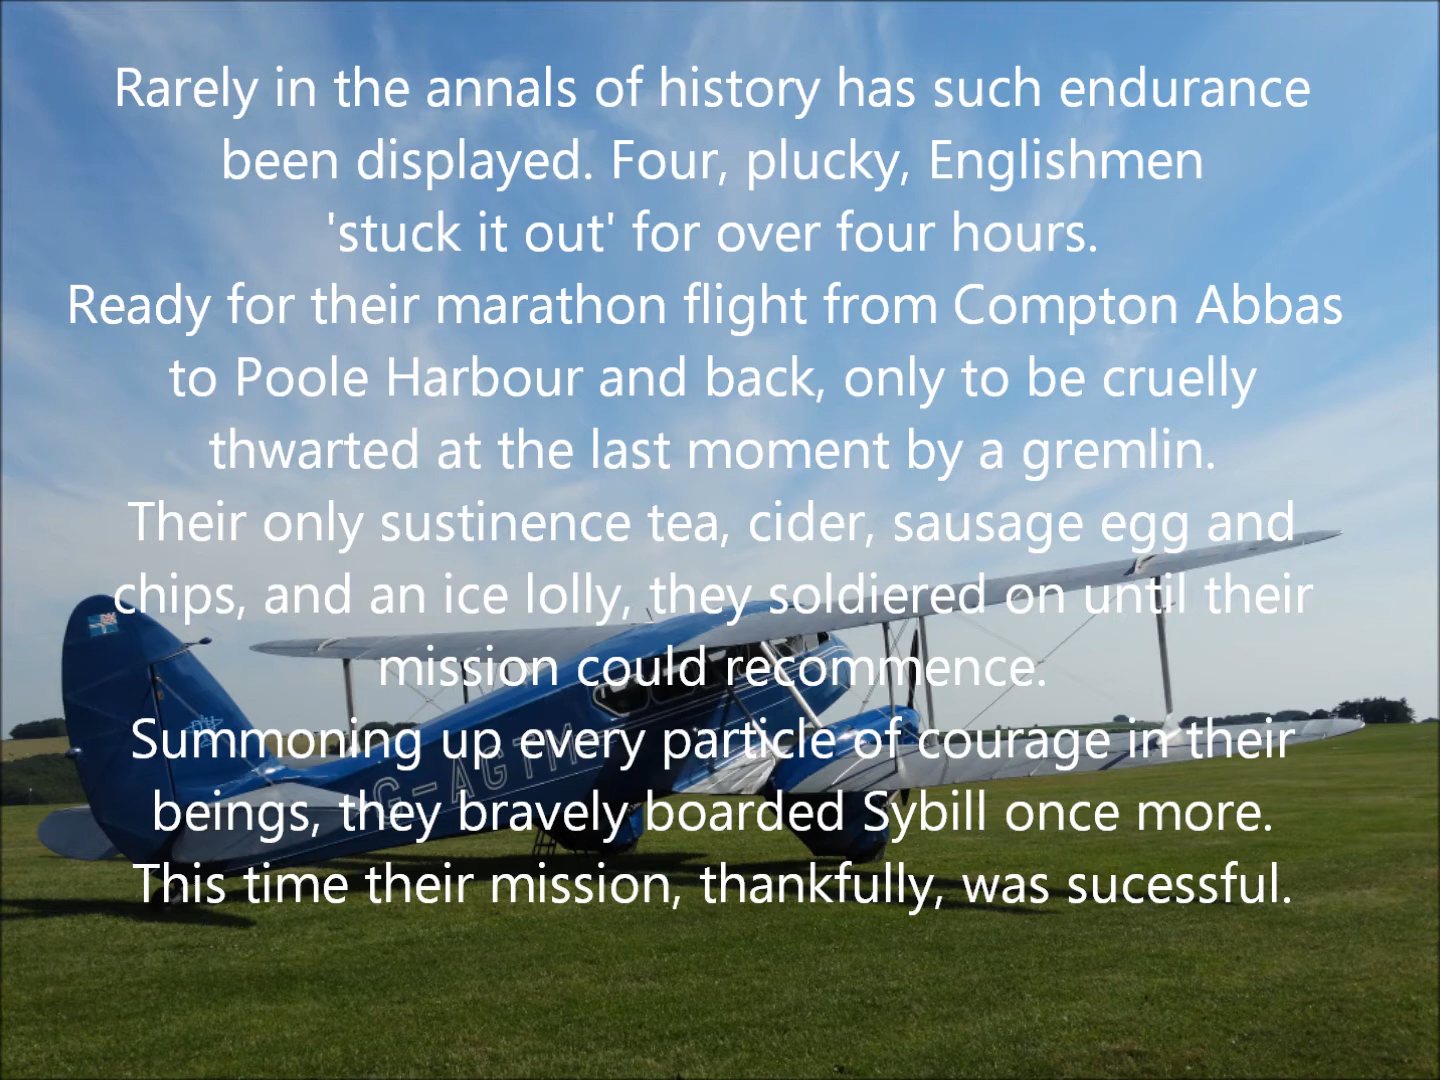 Rarely in the annals of history has such endurance
been displayed. Four, plucky, Englishmen
'stuck it out' for over four hours.
Ready for their marathon flight from Compton Abbas
to Poole Harbour and back, only to be cruelly
thwarted at the last moment by a gremlin.
Their only sustinence tea, cider, sausage egg and
chips, and an ice lolly, they soldiered on until their
mission could recommence.
Summoning up every particle of courage in their
beings, they bravely boarded Sybill once more.
This time their mission, thankfully, was sucessful.
G-AGTM